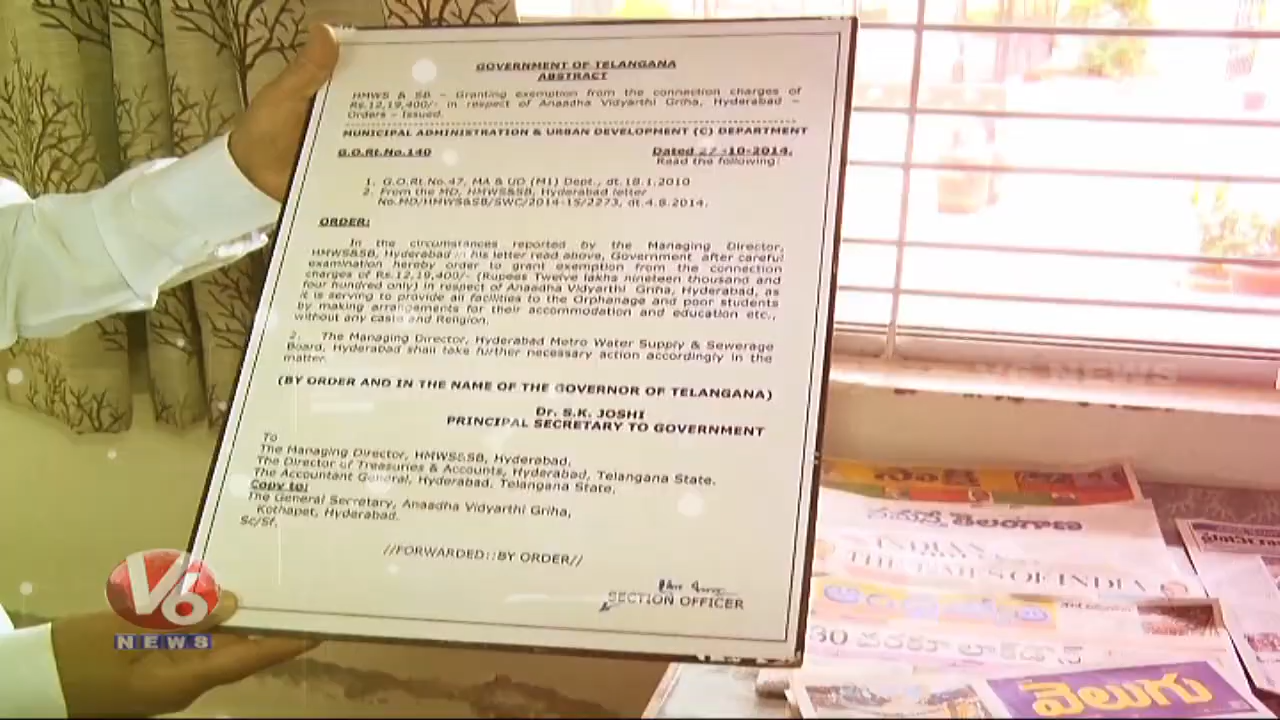 GOVERNMENT OF TELANGANA
ABSTRACT
HMWS & SB – Granting exemption from the connection charges of
Rs.12,19,400/- in respect of Anaadha Vidyarthi Griha, Hyderabad –
Orders – Issued.
MUNICIPAL ADMINISTRATION & URBAN DEVELOPMENT (C) DEPARTMENT
G.O.Rt.No.140
Dated 27-10-2014.
Read the following:
1. G.O.Rt.No.47, MA & UD (M1) Dept., dt.18.1.2010
2. From the MD, HMWS&SB, Hyderabad letter
No.MD/HMWS&SB/SWC/2014-15/2273, dt.4.8.2014.
ORDER:
In the circumstances reported by the Managing Director,
HMWS&SB, Hyderabad in his letter read above, Government after careful
examination hereby order to grant exemption from the connection
charges of Rs.12,19,400/- (Rupees Twelve lakhs nineteen thousand and
four hundred only) in respect of Anaadha Vidyarthi Griha, Hyderabad, as
it is serving to provide all facilities to the Orphanage and poor students
by making arrangements for their accommodation and education etc.,
without any caste and Religion.
2. The Managing Director, Hyderabad Metro Water Supply & Sewerage
Board, Hyderabad shall take further necessary action accordingly in the
matter.
(BY ORDER AND IN THE NAME OF THE GOVERNOR OF TELANGANA)
Dr. S.K. JOSHI
PRINCIPAL SECRETARY TO GOVERNMENT
To
The Managing Director, HMWS&SB, Hyderabad.
The Director of Treasuries & Accounts, Hyderabad, Telangana State.
The Accountant General, Hyderabad, Telangana State.
Copy to:
The General Secretary, Anaadha Vidyarthi Griha,
Kothapet, Hyderabad.
Sc/Sf.
//FORWARDED::BY ORDER//
SECTION OFFICER
V6
NEWS
V6 NEWS
నమస్తే తెలంగాణ
THE TIMES OF INDIA
30 వరకూ లాక్‌డౌన్
వెలుగు